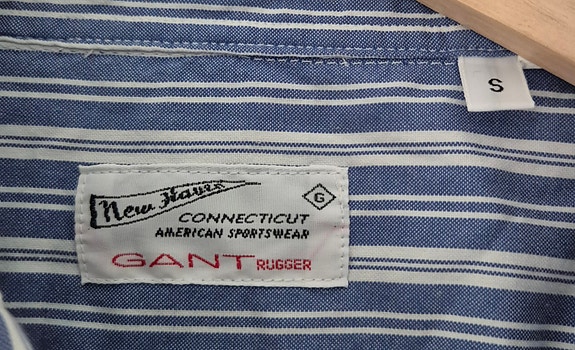 S
New Haven
G
CONNECTICUT
AMERICAN SPORTSWEAR
GANT RUGGER